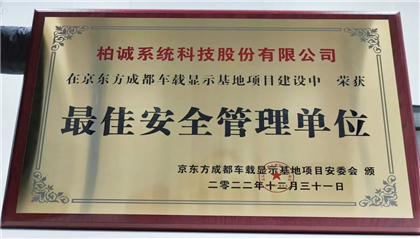 柏诚系统科技股份有限公司
在京东方成都车载显示基地项目建设中 荣获
最佳安全管理单位
京东方成都车载显示基地项目安委会 颁
二零二二年十二月三十一日